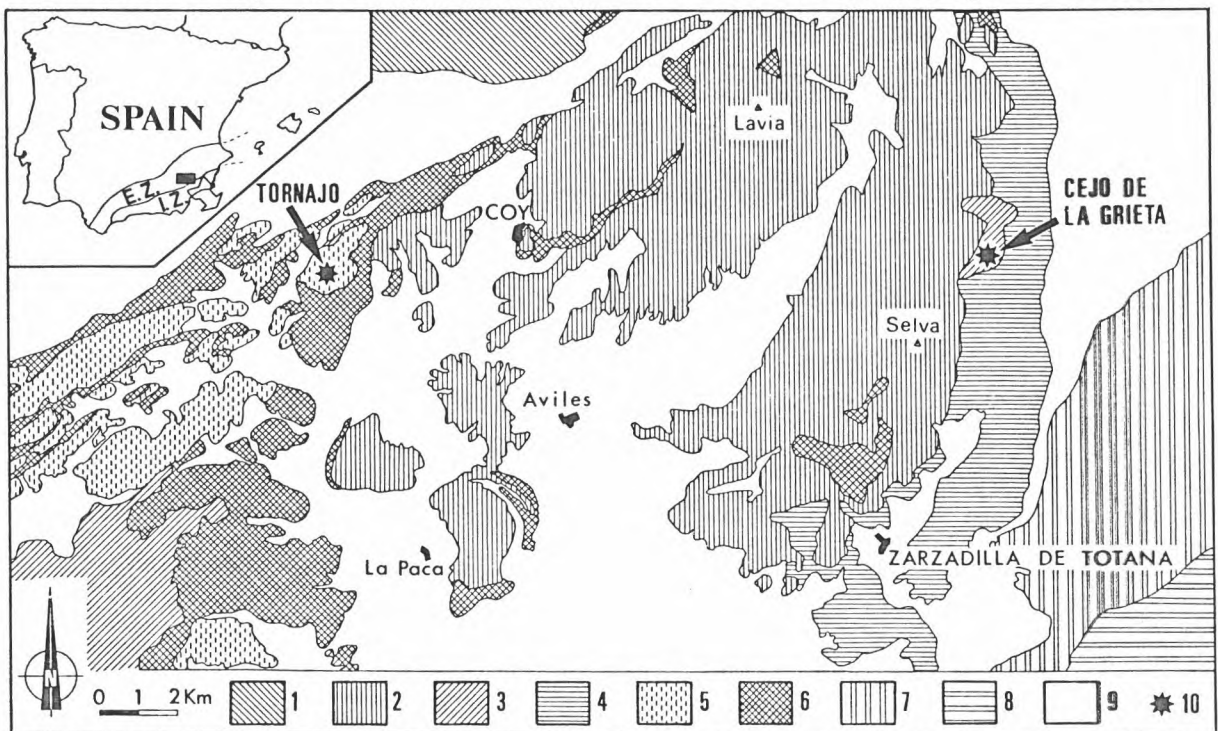 SPAIN
E.Z.
I.Z.
TORNAJO
COY
Lavia
CEJO DE
LA GRIETA
Selva
Aviles
La Paca
ZARZADILLA DE TOTANA
N
0 1 2 Km
1 2 3 4 5 6 7 8 9 10